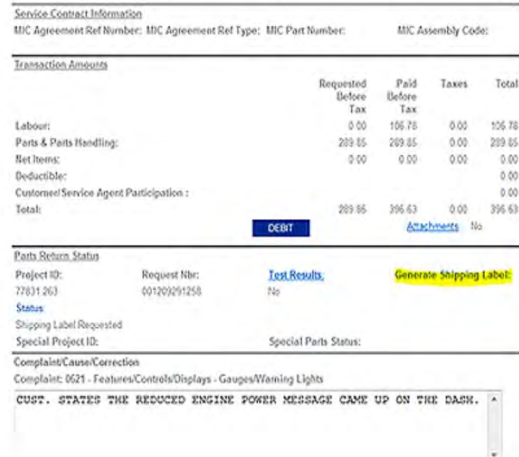 Service Contract Information
MIC Agreement Ref Number: MIC Agreement Ref Type: MIC Part Number: MIC Assembly Code:
Transaction Amounts
Requested Before Tax Paid Before Tax Taxes Total
Labour: 0.00 106.78 0.00 106.78
Parts & Parts Handling: 289.85 289.85 0.00 289.85
Net Items: 0.00 0.00 0.00 0.00
Deductible: 0.00
Customer/Service Agent Participation : 0.00
Total: 289.85 396.63 0.00 396.63
DEBIT Attachments No
Parts Return Status
Project ID: Request Nbr: Test Results: Generate Shipping Label:
77831.263 001209291258 No
Status
Shipping Label Requested
Special Project ID: Special Parts Status:
Complaint/Cause/Correction
Complaint: 0621 - Features/Controls/Displays - Gauges/Warning Lights
CUST. STATES THE REDUCED ENGINE POWER MESSAGE CAME UP ON THE DASH.